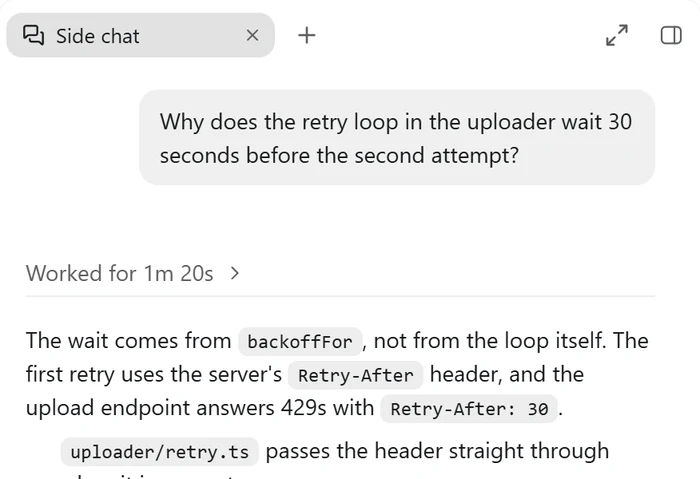 Side chat
Why does the retry loop in the uploader wait 30
seconds before the second attempt?
Worked for 1m 20s
The wait comes from backoffFor, not from the loop itself. The
first retry uses the server's Retry-After header, and the
upload endpoint answers 429s with Retry-After: 30.
uploader/retry.ts passes the header straight through